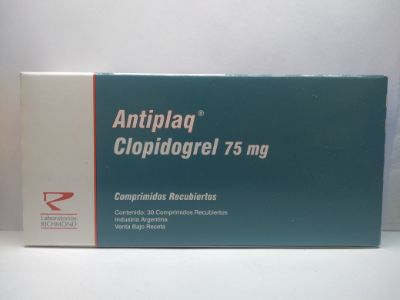 Antiplaq®
Clopidogrel 75 mg
Comprimidos Recubiertos
Contenido: 30 Comprimidos Recubiertos
Industria Argentina
Venta Bajo Receta
Laboratorios
RICHMOND